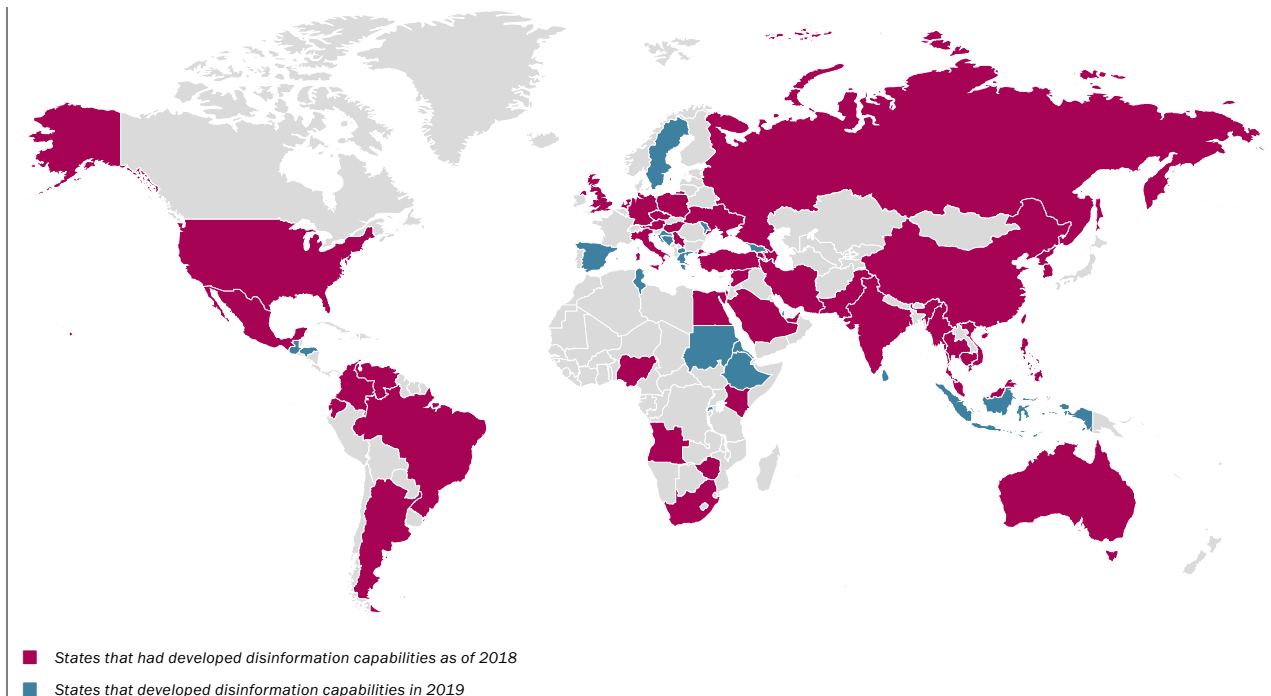 States that had developed disinformation capabilities as of 2018
States that developed disinformation capabilities in 2019